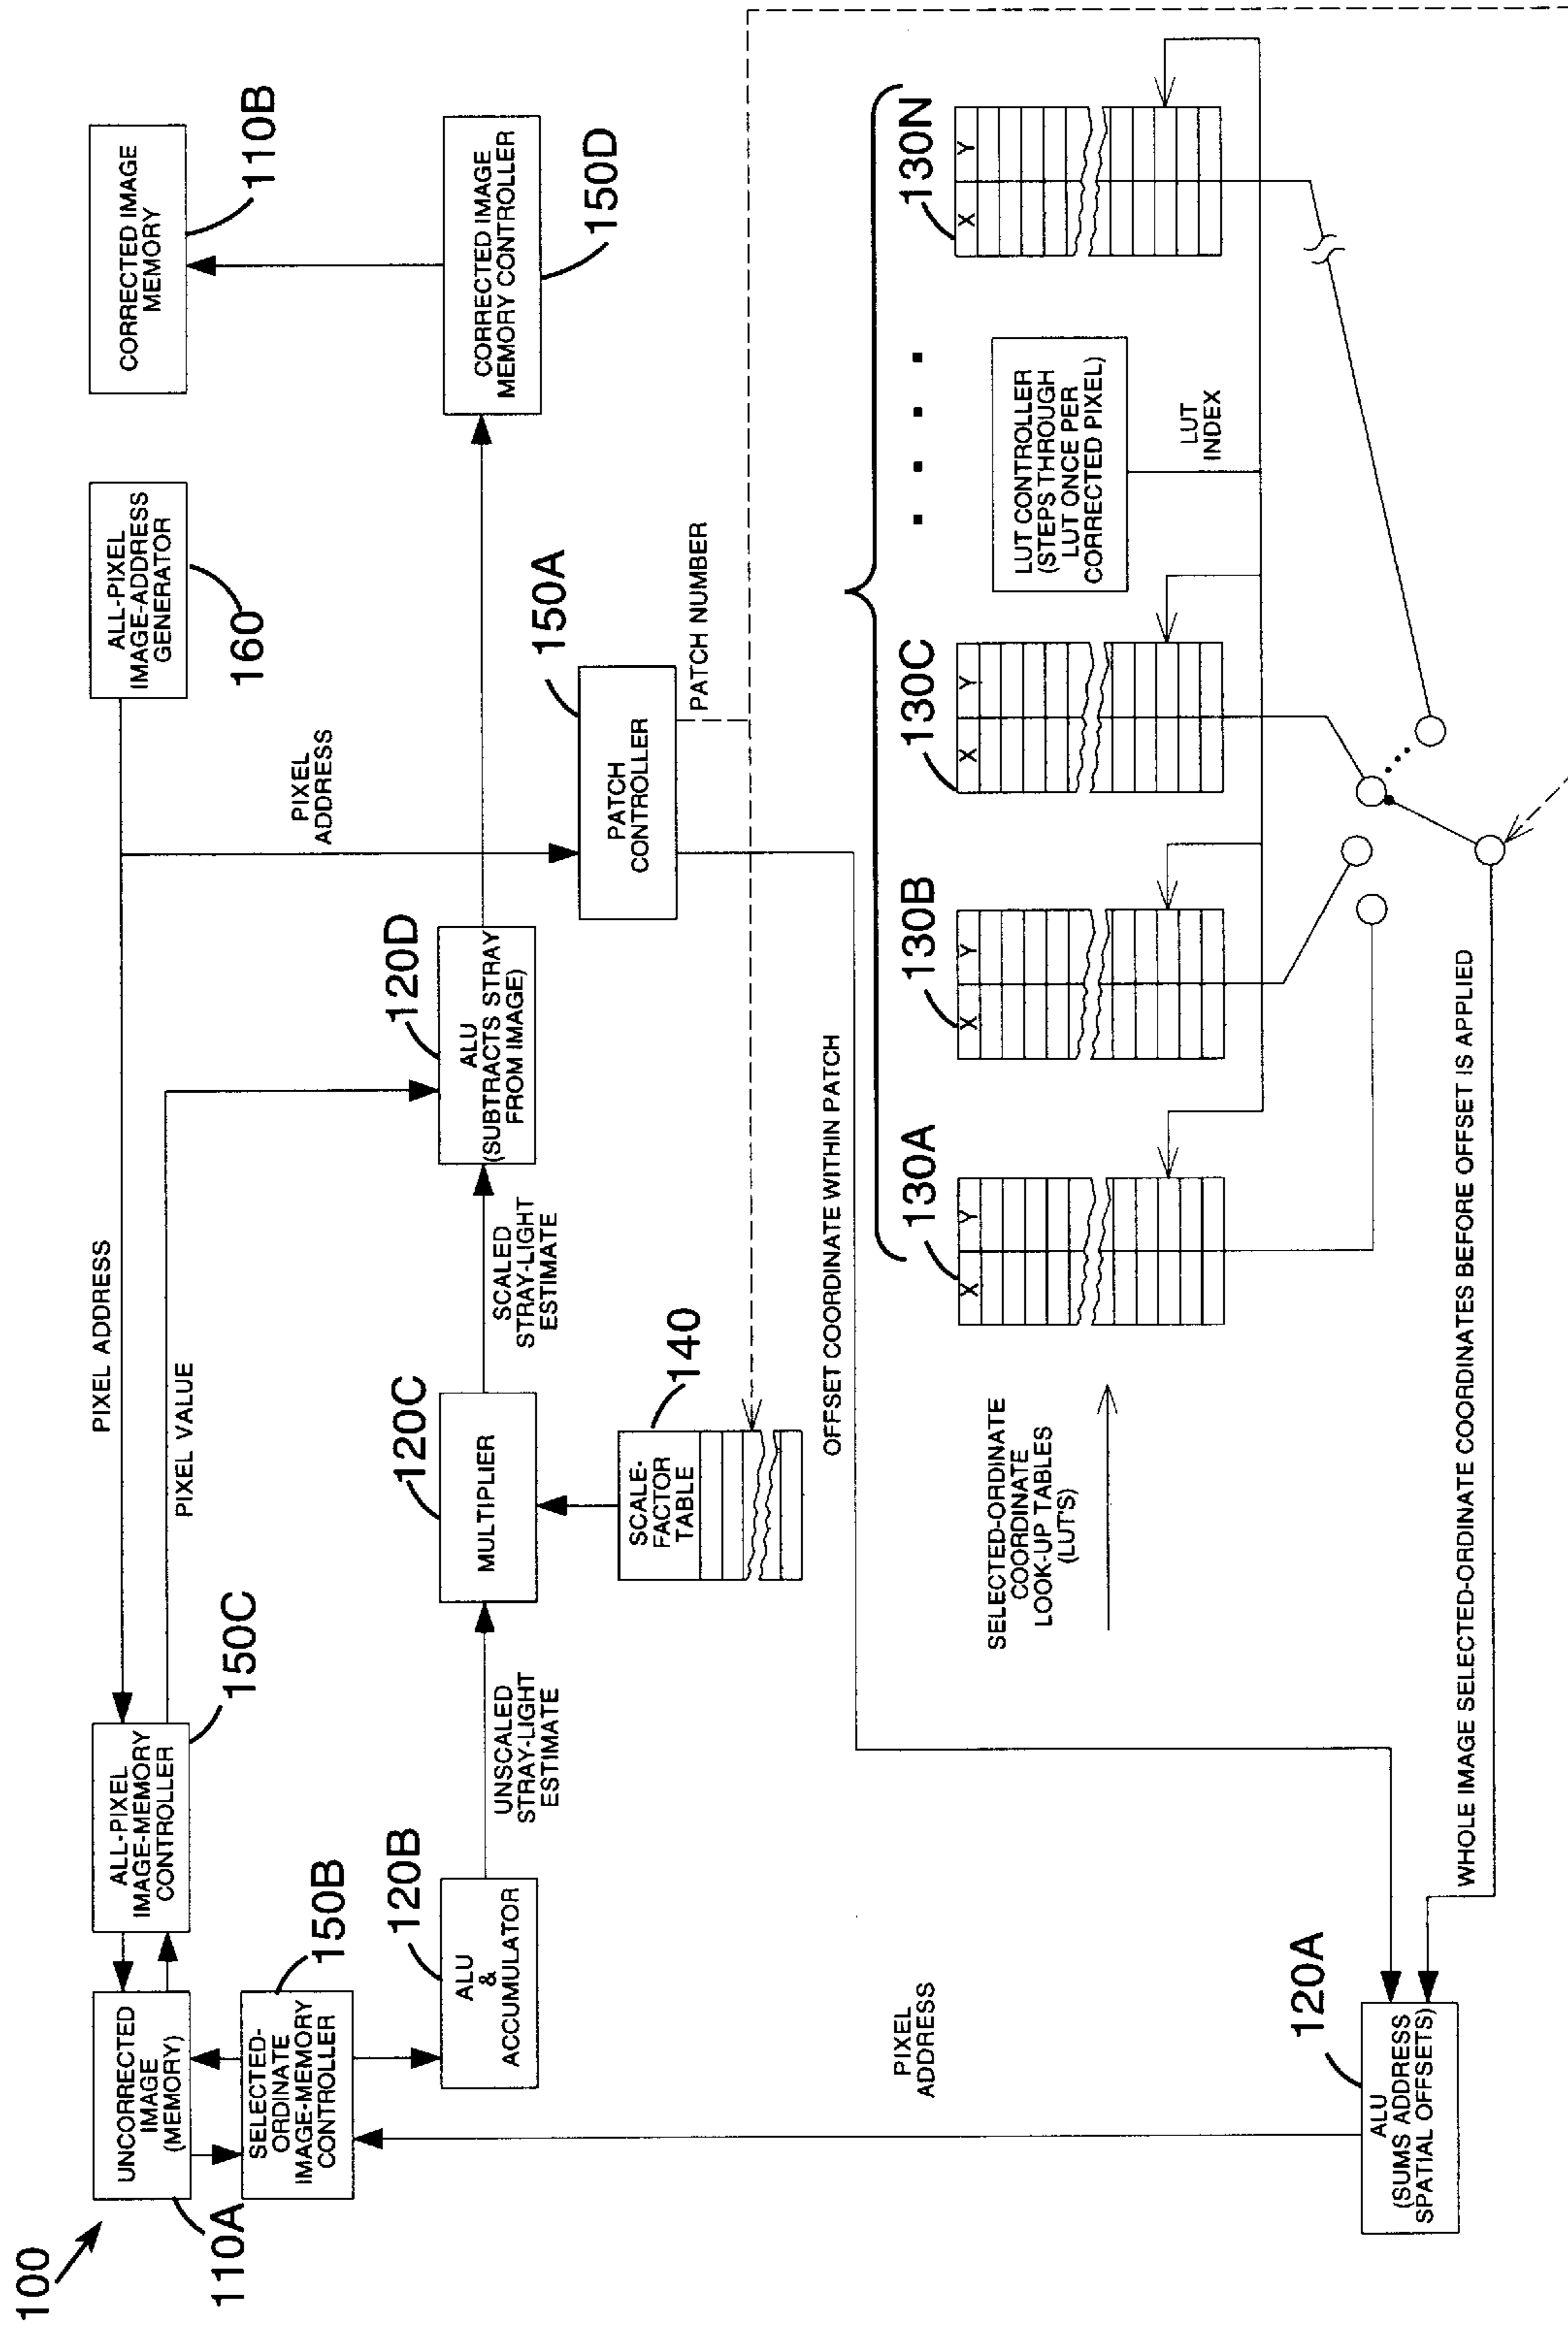 100
110A
UNCORRECTED
IMAGE
(MEMORY)
ALL-PIXEL
IMAGE-MEMORY
CONTROLLER
150C
PIXEL ADDRESS
PIXEL VALUE
ALL-PIXEL
IMAGE-ADDRESS
GENERATOR
160
CORRECTED IMAGE
MEMORY
110B
SELECTED-
ORDINATE
IMAGE-MEMORY
CONTROLLER
150B
ALU
&
ACCUMULATOR
120B
UNSCALED
STRAY-LIGHT
ESTIMATE
MULTIPLIER
120C
SCALED
STRAY-LIGHT
ESTIMATE
ALU
(SUBTRACTS STRAY
FROM IMAGE)
120D
PIXEL
ADDRESS
CORRECTED IMAGE
MEMORY CONTROLLER
150D
SCALE-
FACTOR
TABLE
140
PATCH
CONTROLLER
150A
PATCH NUMBER
OFFSET COORDINATE WITHIN PATCH
PIXEL
ADDRESS
SELECTED-ORDINATE
COORDINATE
LOOK-UP TABLES
(LUT'S)
130A
X Y
130B
X Y
130C
X Y
130N
X Y
LUT CONTROLLER
(STEPS THROUGH
LUT ONCE PER
CORRECTED PIXEL)
LUT
INDEX
120A
ALU
(SUMS ADDRESS
SPATIAL OFFSETS)
WHOLE IMAGE SELECTED-ORDINATE COORDINATES BEFORE OFFSET IS APPLIED